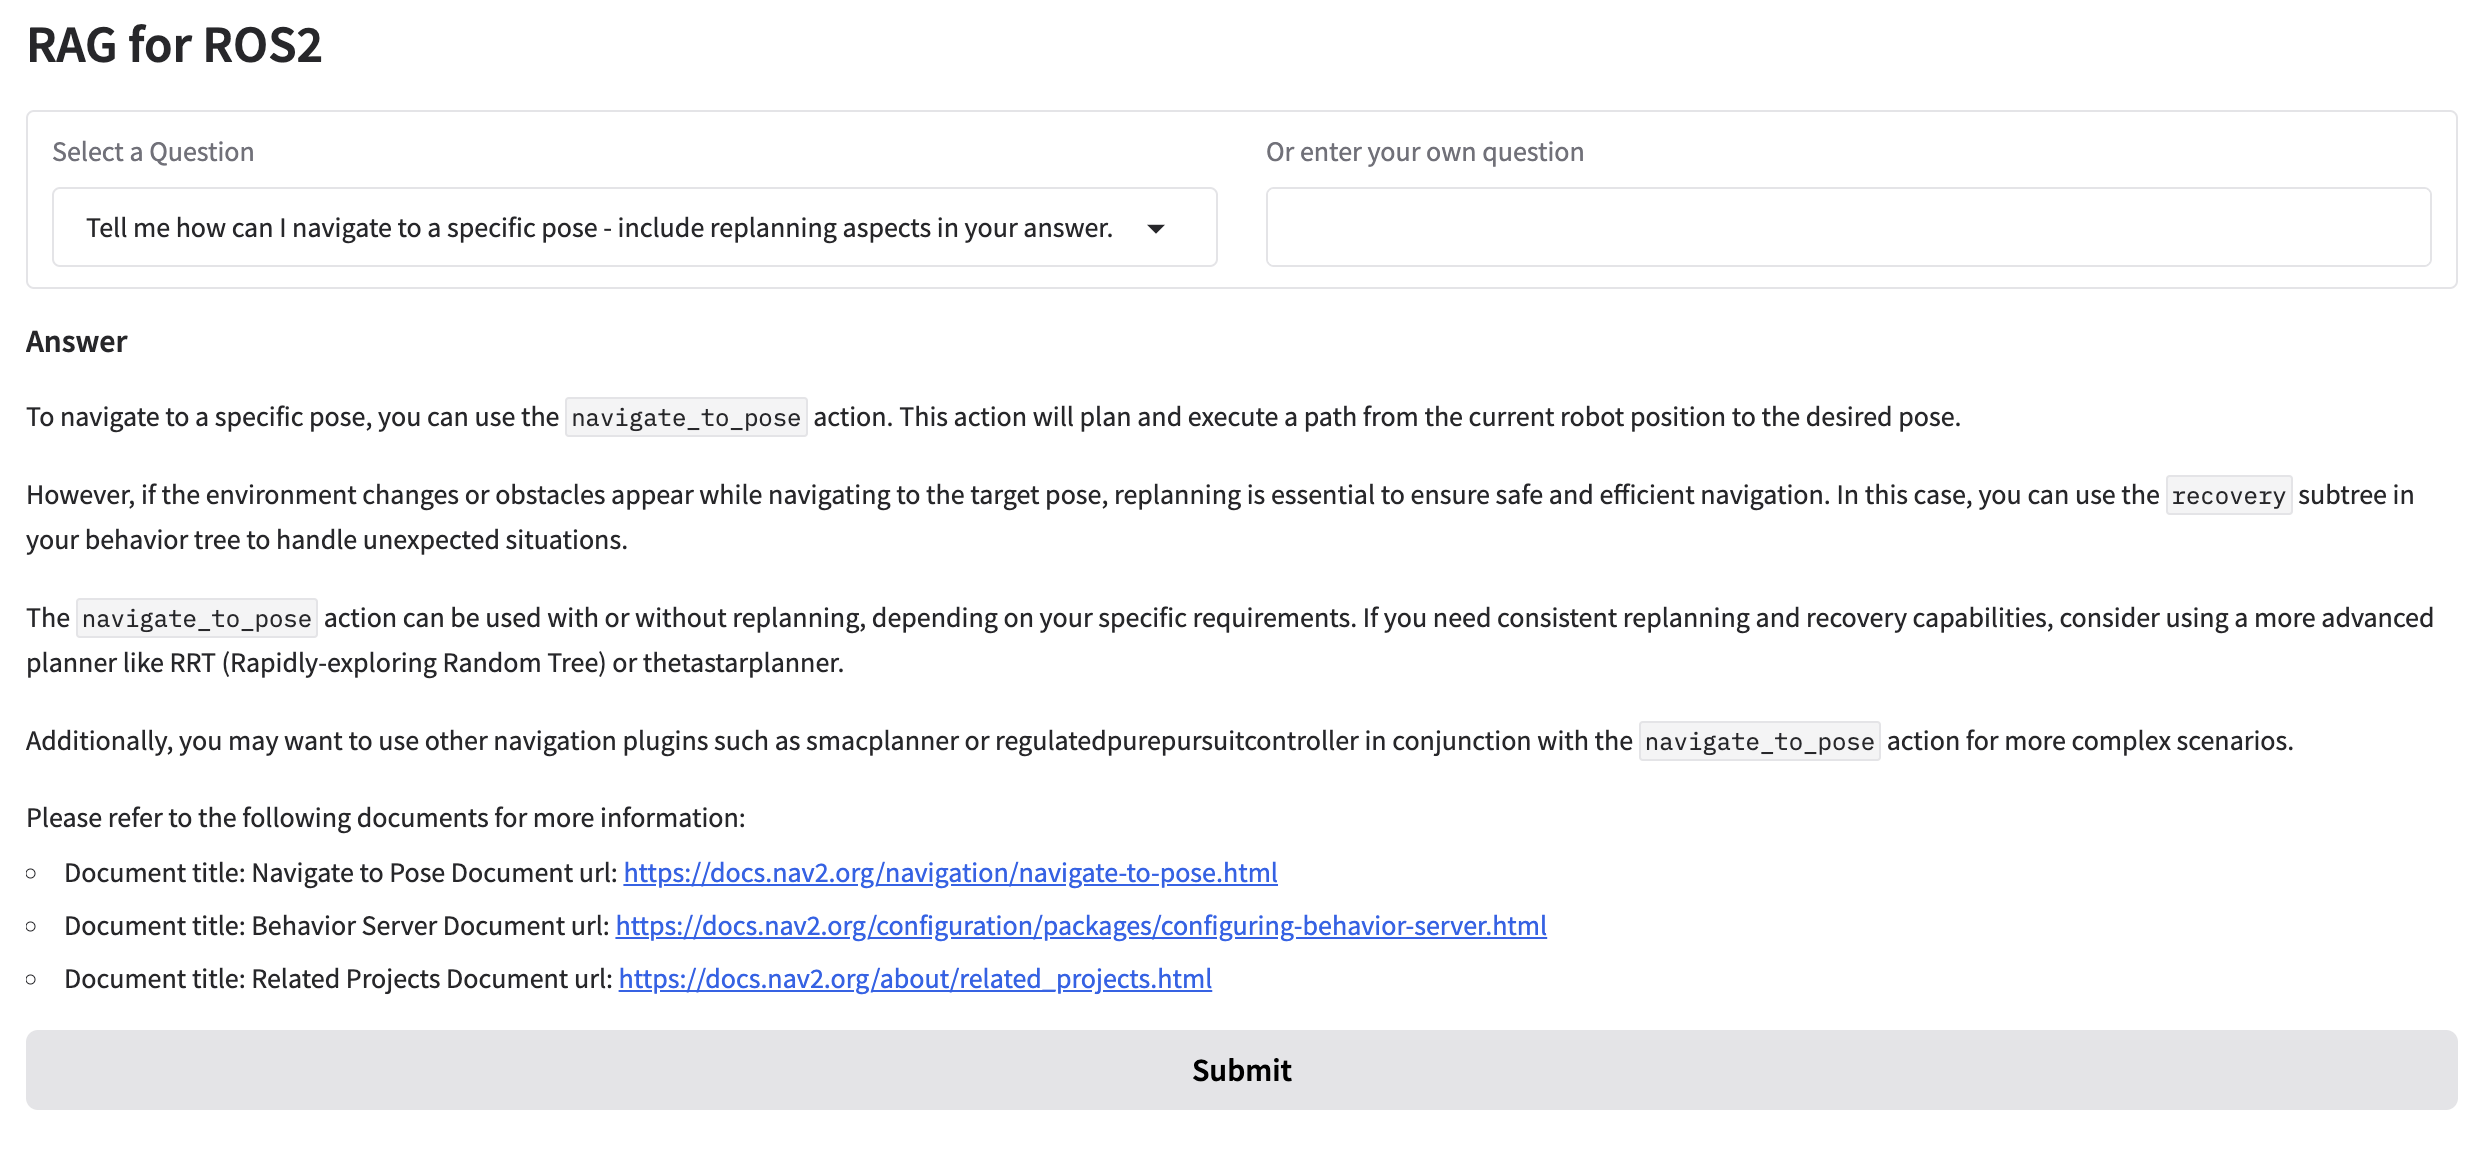 RAG for ROS2
Select a Question
Or enter your own question
Tell me how can I navigate to a specific pose - include replanning aspects in your answer.
Answer
To navigate to a specific pose, you can use the navigate_to_pose action. This action will plan and execute a path from the current robot position to the desired pose.
However, if the environment changes or obstacles appear while navigating to the target pose, replanning is essential to ensure safe and efficient navigation. In this case, you can use the recovery subtree in
your behavior tree to handle unexpected situations.
The navigate_to_pose action can be used with or without replanning, depending on your specific requirements. If you need consistent replanning and recovery capabilities, consider using a more advanced
planner like RRT (Rapidly-exploring Random Tree) or thetastarplanner.
Additionally, you may want to use other navigation plugins such as smacplanner or regulatedpurepursuitcontroller in conjunction with the navigate_to_pose action for more complex scenarios.
Please refer to the following documents for more information:
Document title: Navigate to Pose Document url: https://docs.nav2.org/navigation/navigate-to-pose.html
Document title: Behavior Server Document url: https://docs.nav2.org/configuration/packages/configuring-behavior-server.html
Document title: Related Projects Document url: https://docs.nav2.org/about/related_projects.html
Submit